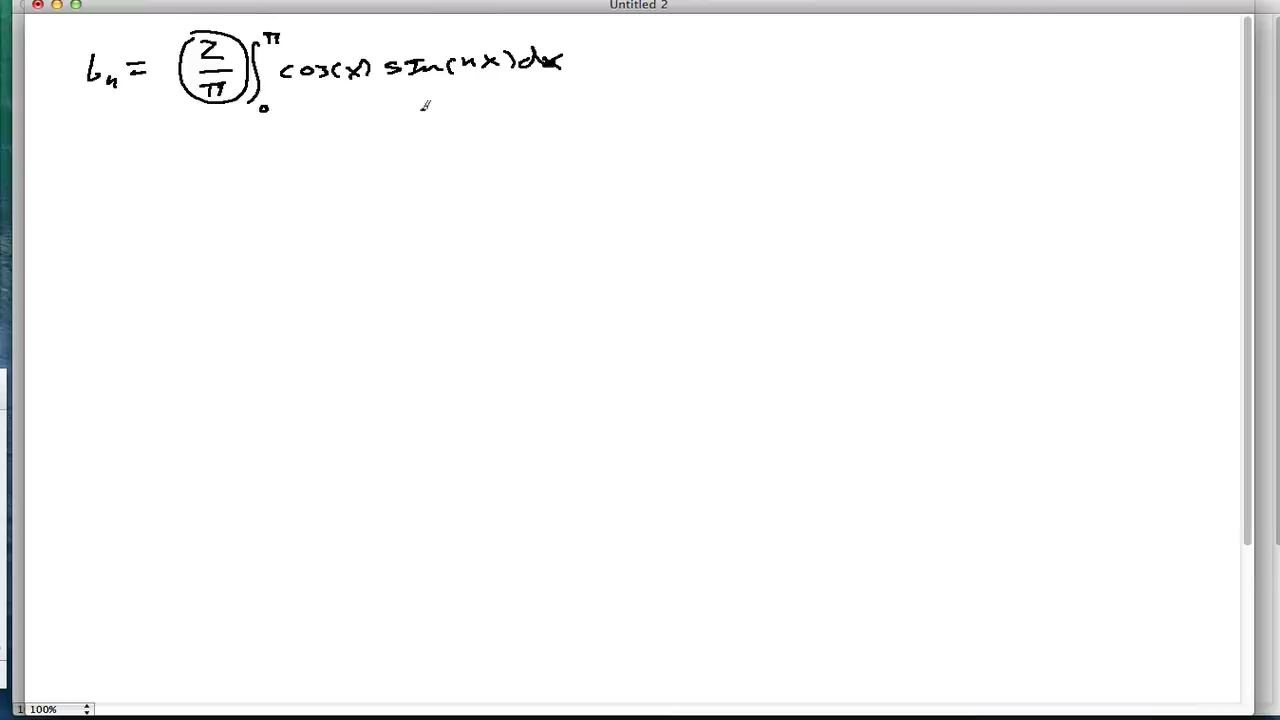 Untitled 2
bn = (2/π) ∫₀^π cos(x) sin(nx) dx
100%